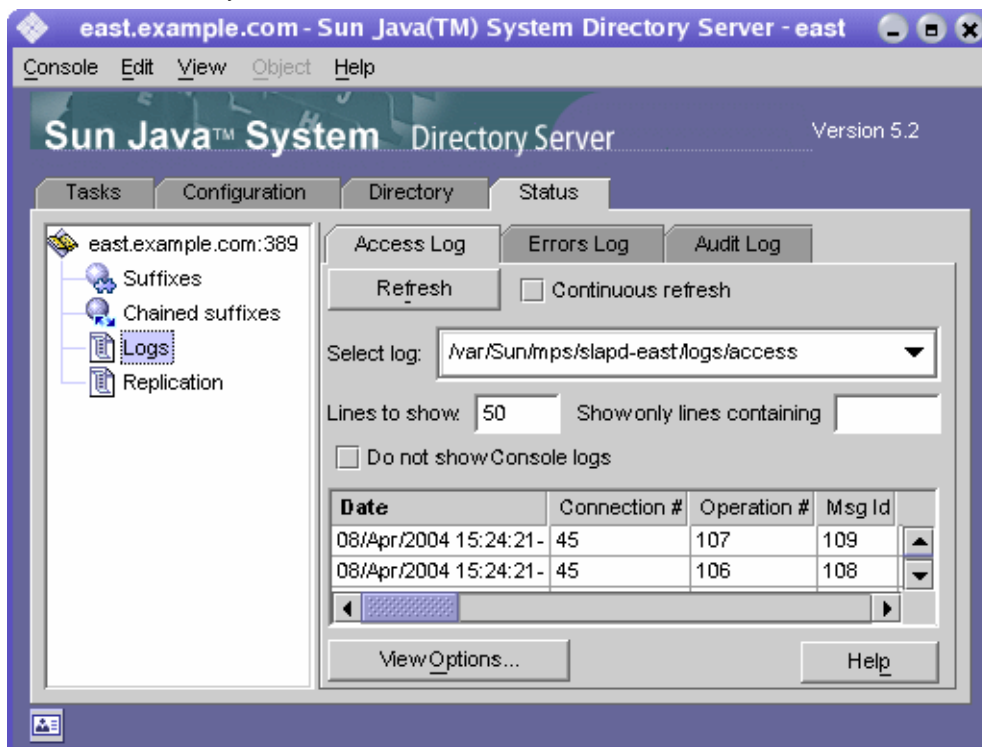 east.example.com - Sun Java(TM) System Directory Server - east
Console Edit View Object Help
Sun Java™ System Directory Server
Version 5.2
Tasks Configuration Directory Status
east.example.com:389
Suffixes
Chained suffixes
Logs
Replication
Access Log Errors Log Audit Log
Refresh Continuous refresh
Select log: /var/Sun/mps/slapd-east/logs/access
Lines to show: 50 Show only lines containing
Do not show Console logs
Date Connection # Operation # Msg Id
08/Apr/2004 15:24:21- 45 107 109
08/Apr/2004 15:24:21- 45 106 108
View Options... Help